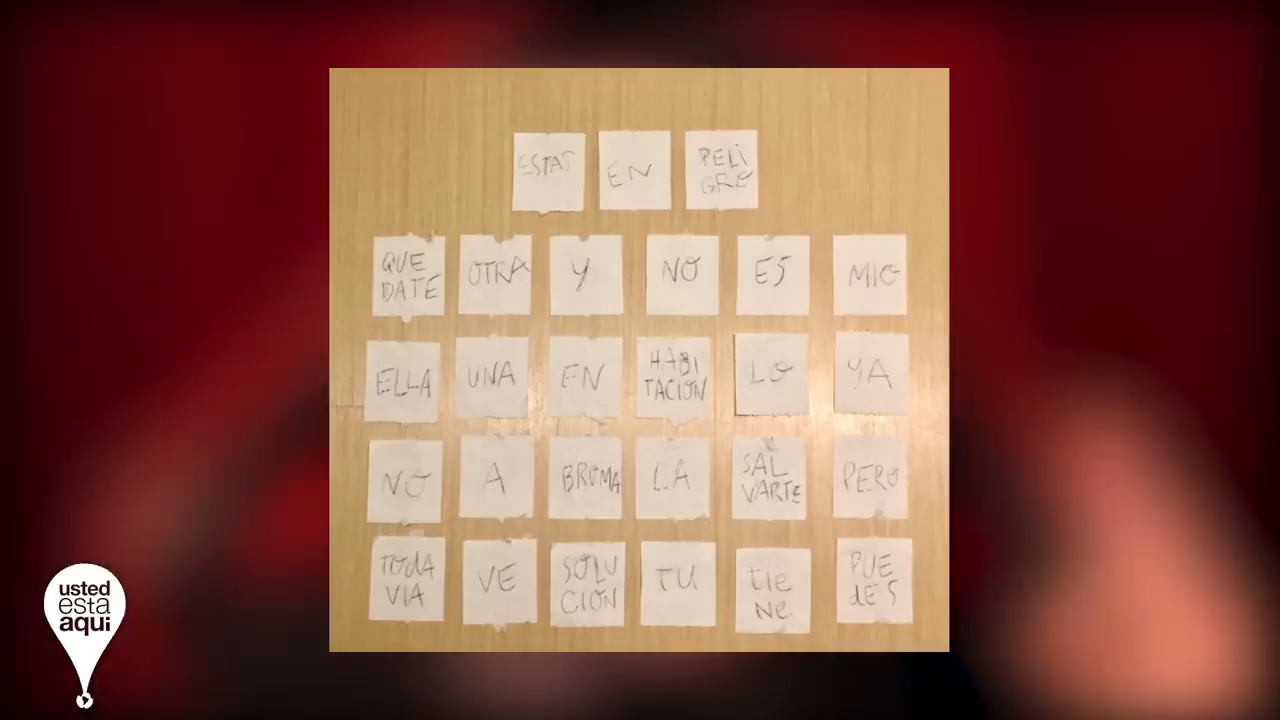 ESTAS EN PELI GRO
QUE DATE OTRA Y NO ES MIO
ELLA UNA EN HABI TACION LO YA
NO A BROMA LA SAL VARTE PERO
TOdA VIA VE SOLU CION TU tie Ne PUE dES
usted
esta
aqui